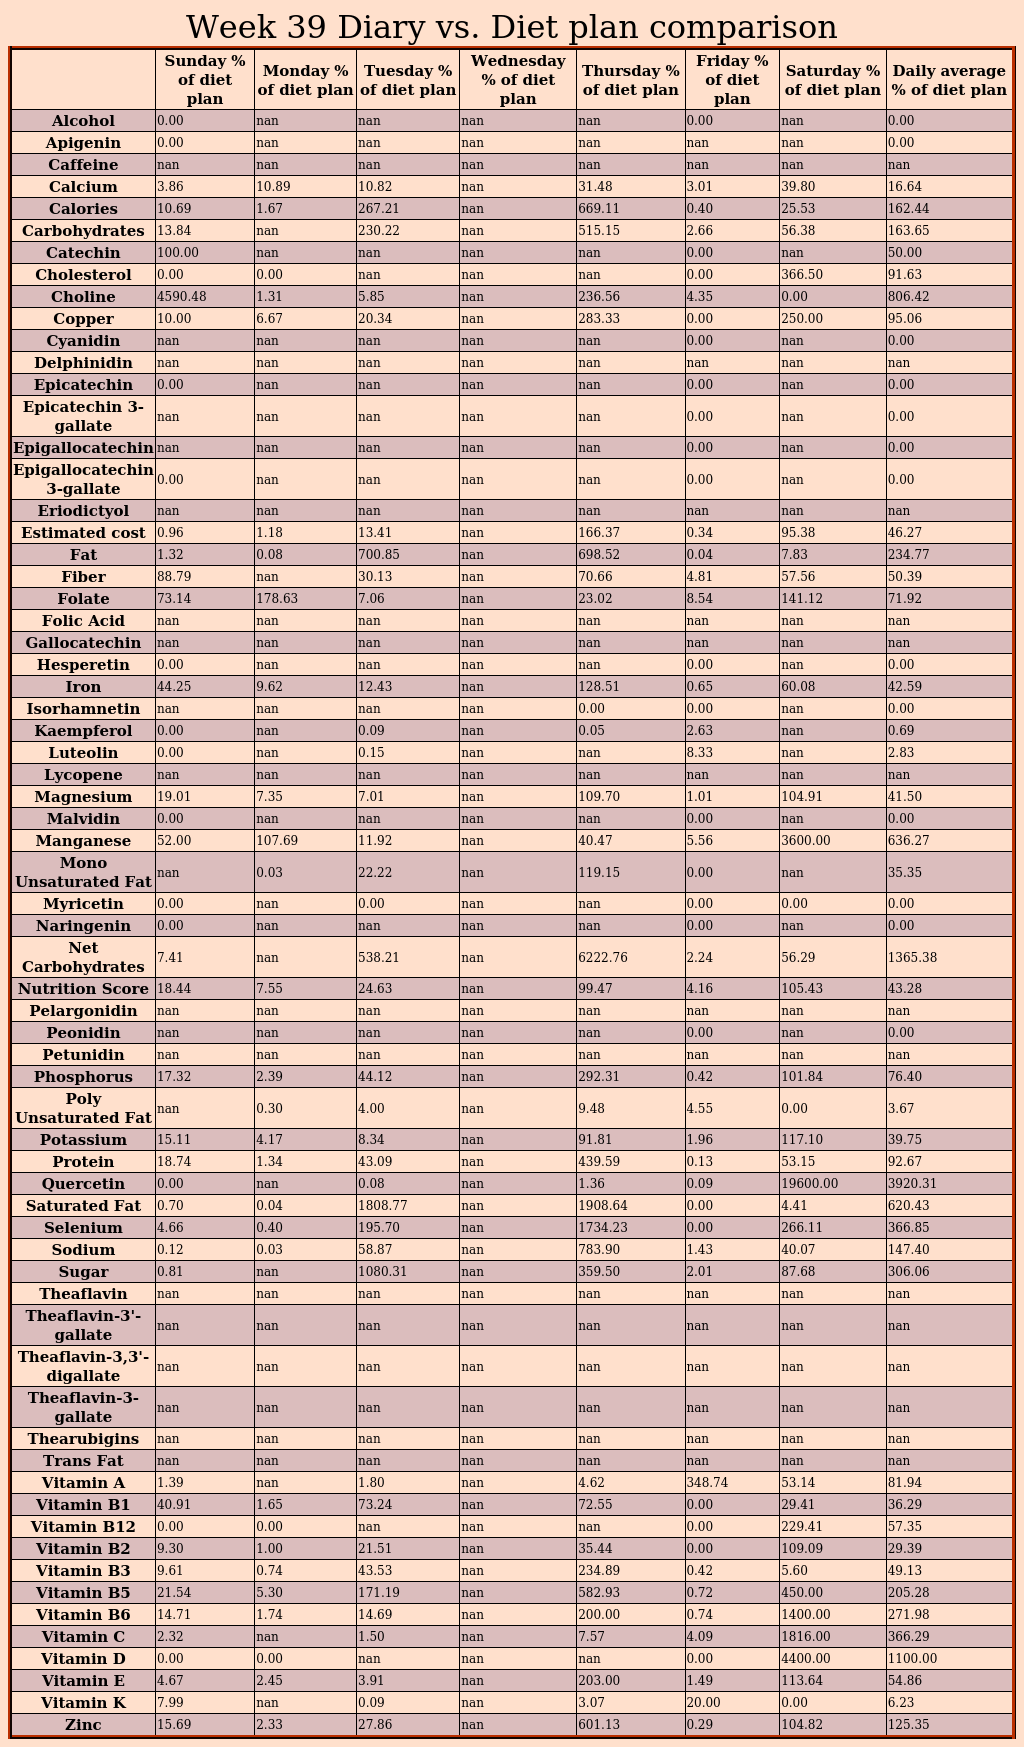 Week 39 Diary vs. Diet plan comparison
Sunday % of diet plan Monday % of diet plan Tuesday % of diet plan Wednesday % of diet plan Thursday % of diet plan Friday % of diet plan Saturday % of diet plan Daily average % of diet plan
Alcohol 0.00 nan nan nan nan 0.00 nan 0.00
Apigenin 0.00 nan nan nan nan nan nan 0.00
Caffeine nan nan nan nan nan nan nan nan
Calcium 3.86 10.89 10.82 nan 31.48 3.01 39.80 16.64
Calories 10.69 1.67 267.21 nan 669.11 0.40 25.53 162.44
Carbohydrates 13.84 nan 230.22 nan 515.15 2.66 56.38 163.65
Catechin 100.00 nan nan nan nan 0.00 nan 50.00
Cholesterol 0.00 0.00 nan nan nan 0.00 366.50 91.63
Choline 4590.48 1.31 5.85 nan 236.56 4.35 0.00 806.42
Copper 10.00 6.67 20.34 nan 283.33 0.00 250.00 95.06
Cyanidin nan nan nan nan nan 0.00 nan 0.00
Delphinidin nan nan nan nan nan nan nan nan
Epicatechin 0.00 nan nan nan nan 0.00 nan 0.00
Epicatechin 3-gallate nan nan nan nan nan 0.00 nan 0.00
Epigallocatechin nan nan nan nan nan 0.00 nan 0.00
Epigallocatechin 3-gallate 0.00 nan nan nan nan 0.00 nan 0.00
Eriodictyol nan nan nan nan nan nan nan nan
Estimated cost 0.96 1.18 13.41 nan 166.37 0.34 95.38 46.27
Fat 1.32 0.08 700.85 nan 698.52 0.04 7.83 234.77
Fiber 88.79 nan 30.13 nan 70.66 4.81 57.56 50.39
Folate 73.14 178.63 7.06 nan 23.02 8.54 141.12 71.92
Folic Acid nan nan nan nan nan nan nan nan
Gallocatechin nan nan nan nan nan nan nan nan
Hesperetin 0.00 nan nan nan nan 0.00 nan 0.00
Iron 44.25 9.62 12.43 nan 128.51 0.65 60.08 42.59
Isorhamnetin nan nan nan nan 0.00 0.00 nan 0.00
Kaempferol 0.00 nan 0.09 nan 0.05 2.63 nan 0.69
Luteolin 0.00 nan 0.15 nan nan 8.33 nan 2.83
Lycopene nan nan nan nan nan nan nan nan
Magnesium 19.01 7.35 7.01 nan 109.70 1.01 104.91 41.50
Malvidin 0.00 nan nan nan nan 0.00 nan 0.00
Manganese 52.00 107.69 11.92 nan 40.47 5.56 3600.00 636.27
Mono Unsaturated Fat nan 0.03 22.22 nan 119.15 0.00 nan 35.35
Myricetin 0.00 nan 0.00 nan nan 0.00 0.00 0.00
Naringenin 0.00 nan nan nan nan 0.00 nan 0.00
Net Carbohydrates 7.41 nan 538.21 nan 6222.76 2.24 56.29 1365.38
Nutrition Score 18.44 7.55 24.63 nan 99.47 4.16 105.43 43.28
Pelargonidin nan nan nan nan nan nan nan nan
Peonidin nan nan nan nan nan 0.00 nan 0.00
Petunidin nan nan nan nan nan nan nan nan
Phosphorus 17.32 2.39 44.12 nan 292.31 0.42 101.84 76.40
Poly Unsaturated Fat nan 0.30 4.00 nan 9.48 4.55 0.00 3.67
Potassium 15.11 4.17 8.34 nan 91.81 1.96 117.10 39.75
Protein 18.74 1.34 43.09 nan 439.59 0.13 53.15 92.67
Quercetin 0.00 nan 0.08 nan 1.36 0.09 19600.00 3920.31
Saturated Fat 0.70 0.04 1808.77 nan 1908.64 0.00 4.41 620.43
Selenium 4.66 0.40 195.70 nan 1734.23 0.00 266.11 366.85
Sodium 0.12 0.03 58.87 nan 783.90 1.43 40.07 147.40
Sugar 0.81 nan 1080.31 nan 359.50 2.01 87.68 306.06
Theaflavin nan nan nan nan nan nan nan nan
Theaflavin-3'-gallate nan nan nan nan nan nan nan nan
Theaflavin-3,3'-digallate nan nan nan nan nan nan nan nan
Theaflavin-3-gallate nan nan nan nan nan nan nan nan
Thearubigins nan nan nan nan nan nan nan nan
Trans Fat nan nan nan nan nan nan nan nan
Vitamin A 1.39 nan 1.80 nan 4.62 348.74 53.14 81.94
Vitamin B1 40.91 1.65 73.24 nan 72.55 0.00 29.41 36.29
Vitamin B12 0.00 0.00 nan nan nan 0.00 229.41 57.35
Vitamin B2 9.30 1.00 21.51 nan 35.44 0.00 109.09 29.39
Vitamin B3 9.61 0.74 43.53 nan 234.89 0.42 5.60 49.13
Vitamin B5 21.54 5.30 171.19 nan 582.93 0.72 450.00 205.28
Vitamin B6 14.71 1.74 14.69 nan 200.00 0.74 1400.00 271.98
Vitamin C 2.32 nan 1.50 nan 7.57 4.09 1816.00 366.29
Vitamin D 0.00 0.00 nan nan nan 0.00 4400.00 1100.00
Vitamin E 4.67 2.45 3.91 nan 203.00 1.49 113.64 54.86
Vitamin K 7.99 nan 0.09 nan 3.07 20.00 0.00 6.23
Zinc 15.69 2.33 27.86 nan 601.13 0.29 104.82 125.35